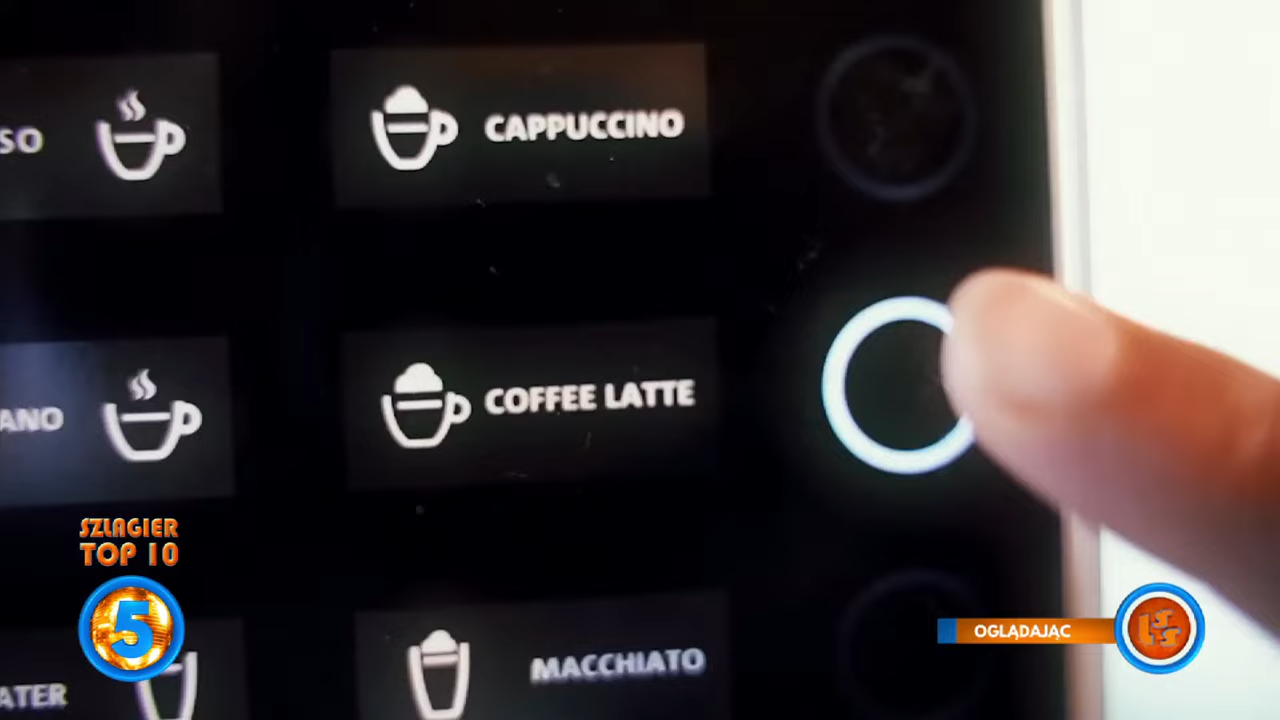 SO
CAPPUCCINO
ANO
COFFEE LATTE
SZLAGIER
TOP 10
5
OGLĄDAJĄC
ATER
MACCHIATO